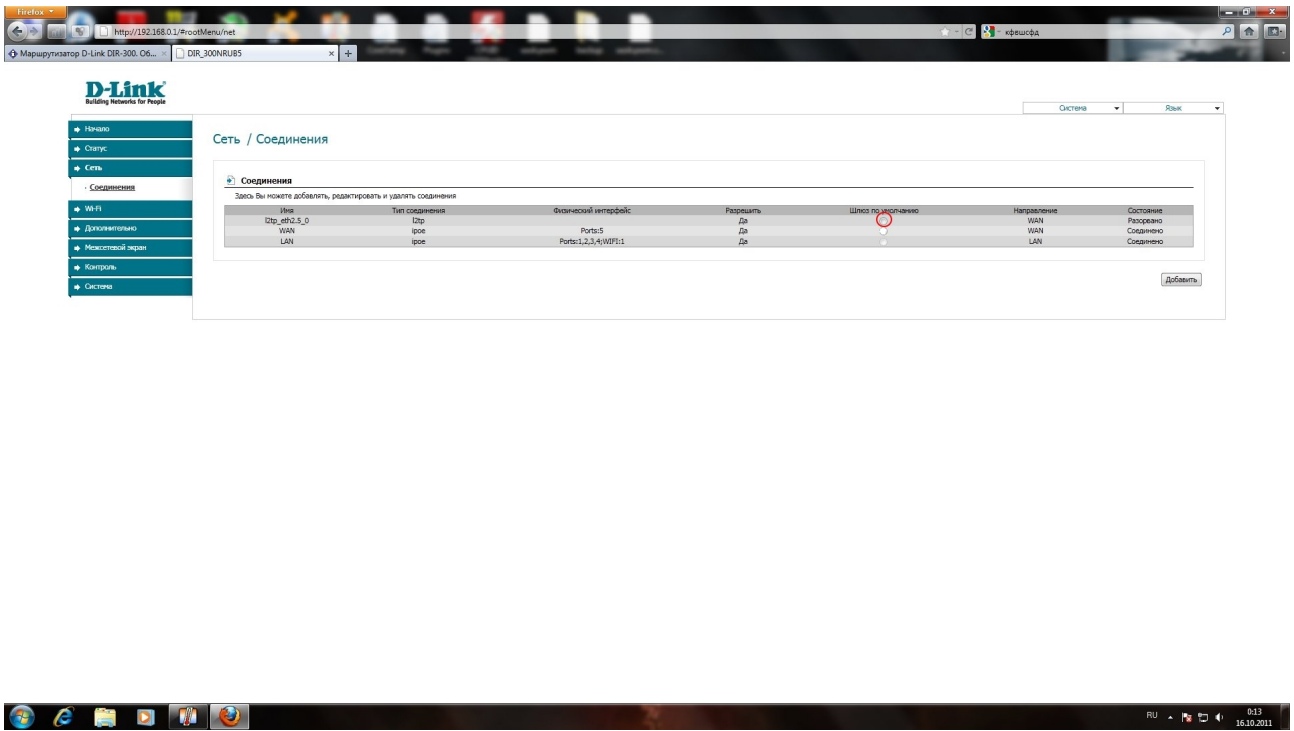 Firefox
http://192.168.0.1/#rootMenu/net
кфешсфд
Маршрутизатор D-Link DIR-300. Об...
DIR_300NRUB5
D-Link
Building Networks for People
Система
Язык
Начало
Статус
Сеть
Соединения
Wi-Fi
Дополнительно
Межсетевой экран
Контроль
Система
Сеть / Соединения
Соединения
Здесь Вы можете добавлять, редактировать и удалять соединения
Имя Тип соединения Физический интерфейс Разрешить Шлюз по умолчанию Направление Состояние
l2tp_eth2.5_0 l2tp Да WAN Разорвано
WAN ipoe Ports:5 Да WAN Соединено
LAN ipoe Ports:1,2,3,4;WIFI:1 Да LAN Соединено
Добавить
RU
0:13
16.10.2011